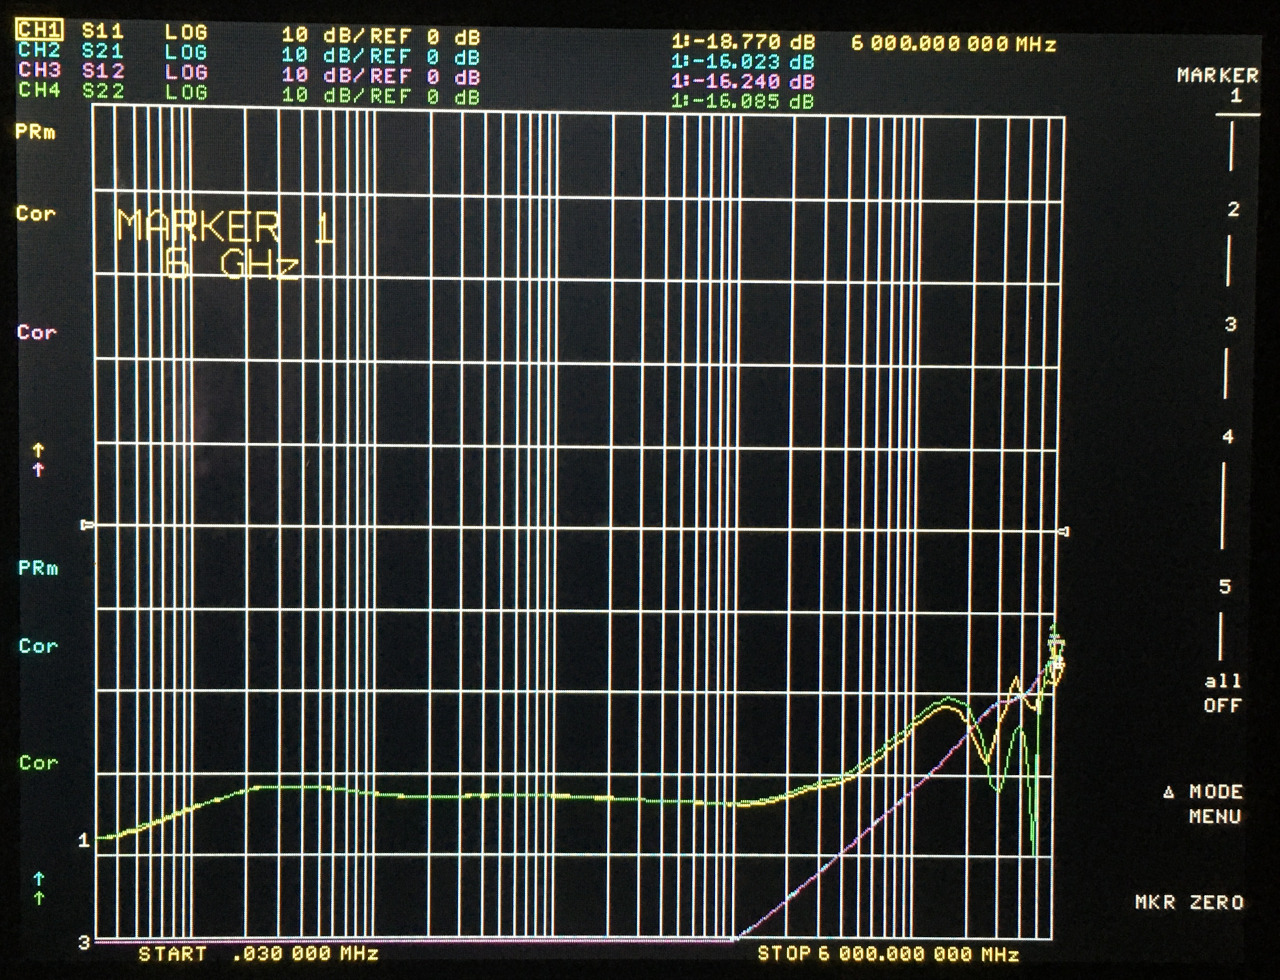 CH1 S11 LOG 10 dB/REF 0 dB 1:-18.770 dB 6 000.000 000 MHz
CH2 S21 LOG 10 dB/REF 0 dB 1:-16.023 dB
CH3 S12 LOG 10 dB/REF 0 dB 1:-16.240 dB
CH4 S22 LOG 10 dB/REF 0 dB 1:-16.085 dB
MARKER
1
PRm
Cor
MARKER 1
6 GHz
2
Cor
3
↑
↑
4
PRm
5
Cor
all
OFF
Cor
Δ MODE
MENU
1
↑
↑
MKR ZERO
3
START .030 000 MHz STOP 6 000.000 000 MHz